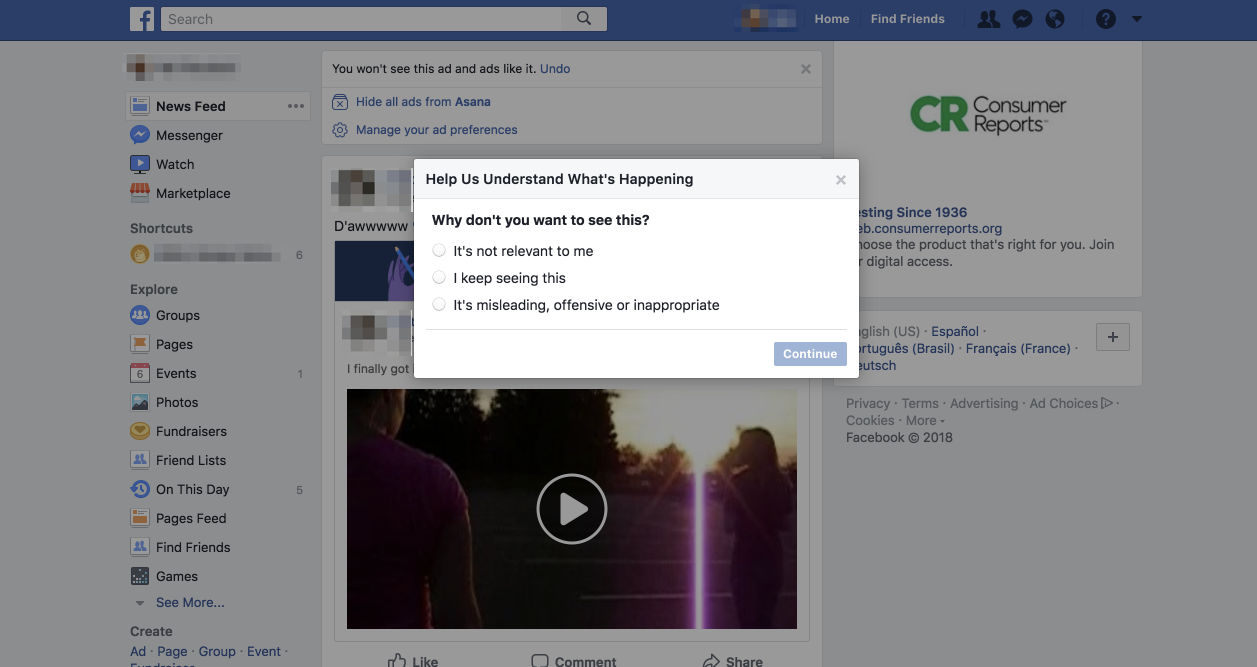 Search
Home
Find Friends
News Feed
Messenger
Watch
Marketplace
Shortcuts
6
Explore
Groups
Pages
6
Events
1
Photos
Fundraisers
Friend Lists
On This Day
5
Pages Feed
Find Friends
Games
See More...
Create
Ad · Page · Group · Event ·
Fundraiser
You won't see this ad and ads like it. Undo
Hide all ads from Asana
Manage your ad preferences
D'awwwww
Help Us Understand What's Happening
Why don't you want to see this?
It's not relevant to me
I keep seeing this
It's misleading, offensive or inappropriate
Continue
I finally got
Like
Comment
Share
CR Consumer
Reports
esting Since 1936
eb.consumerreports.org
hoose the product that's right for you. Join
r digital access.
glish (US) · Español ·
ortuguês (Brasil) · Français (France) ·
eutsch
Privacy · Terms · Advertising · Ad Choices ·
Cookies · More
Facebook © 2018